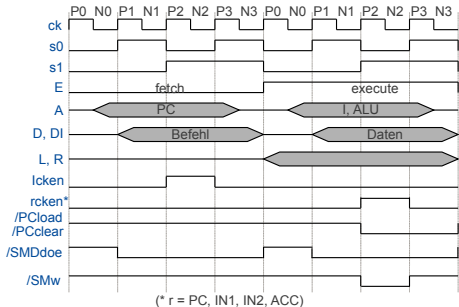 P0 N0 P1 N1 P2 N2 P3 N3 P0 N0 P1 N1 P2 N2 P3 N3
ck
s0
s1
E fetch execute
A PC I, ALU
D, DI Befehl Daten
L, R
Icken
rcken*
/PCload
/PCclear
/SMDdoe
/SMw
(* r = PC, IN1, IN2, ACC)